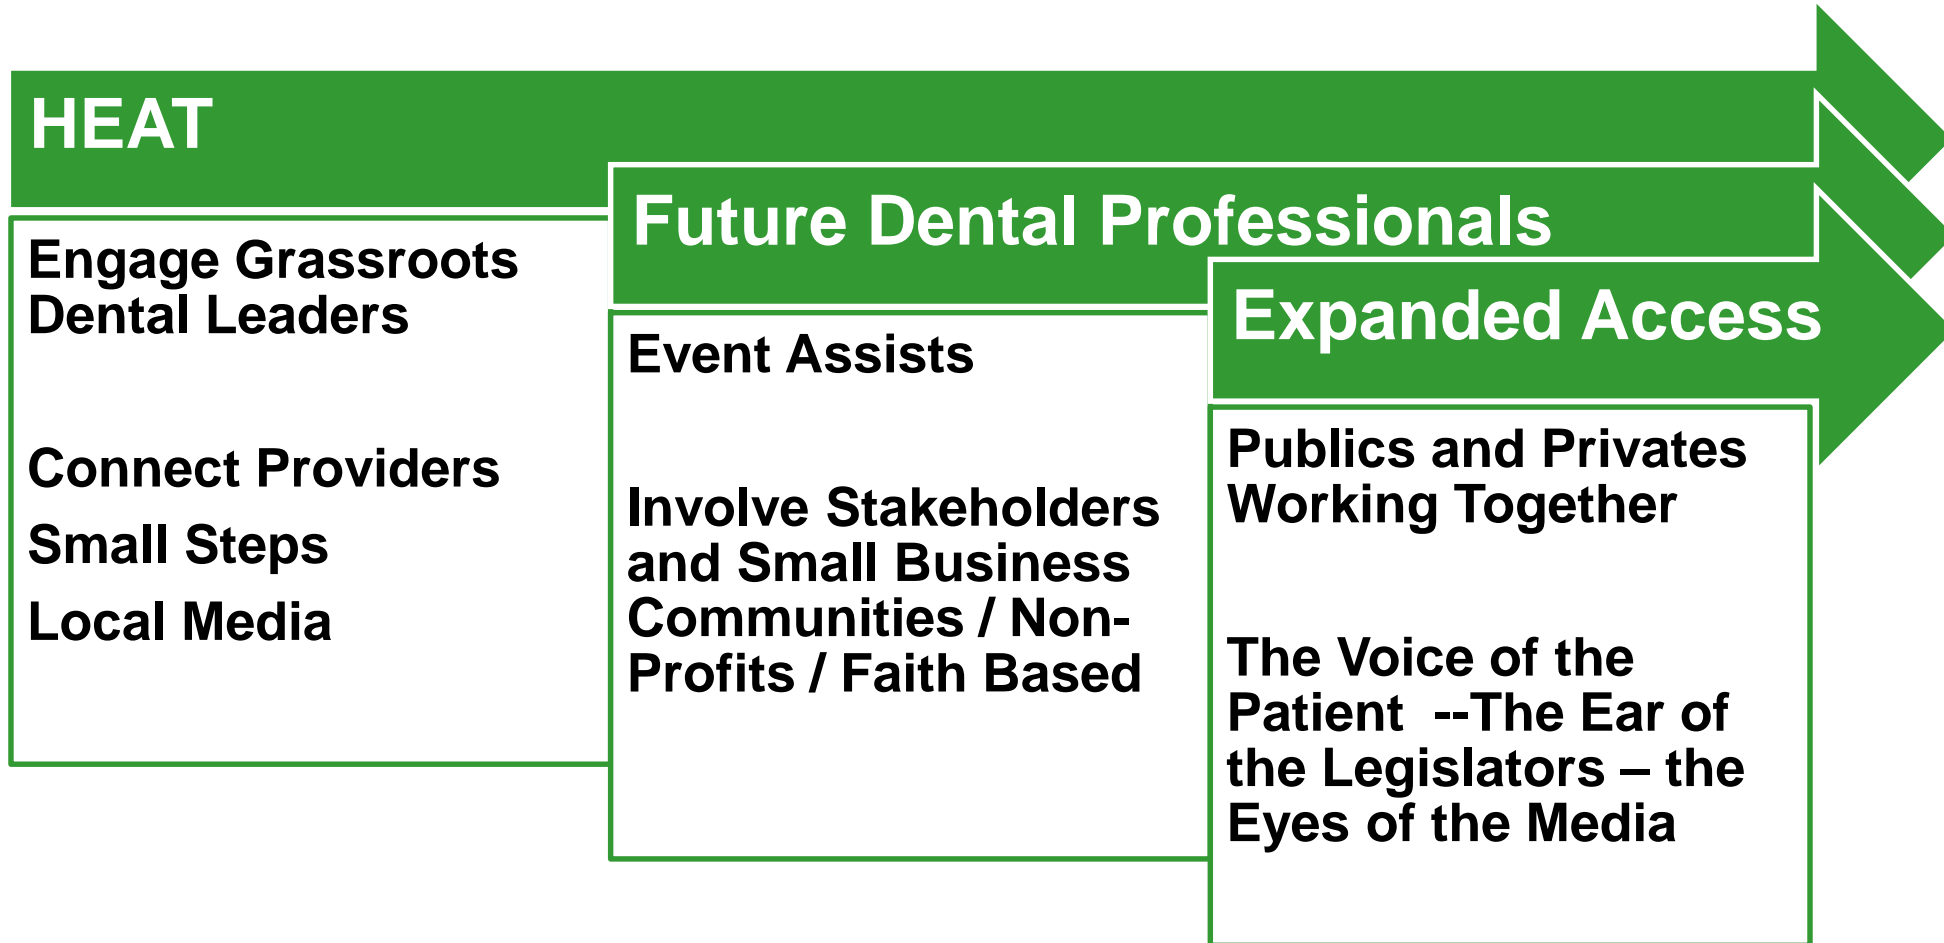 HEAT
Engage Grassroots
Dental Leaders
Connect Providers
Small Steps
Local Media
Future Dental Professionals
Event Assists
Involve Stakeholders
and Small Business
Communities / Non-
Profits / Faith Based
Expanded Access
Publics and Privates
Working Together
The Voice of the
Patient  --The Ear of
the Legislators – the
Eyes of the Media